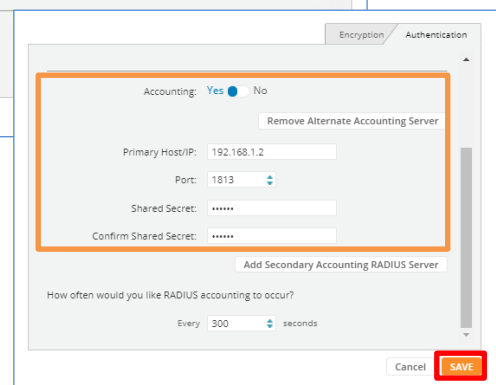 Encryption Authentication
Accounting: Yes No
Remove Alternate Accounting Server
Primary Host/IP: 192.168.1.2
Port: 1813
Shared Secret: ••••••
Confirm Shared Secret: ••••••
Add Secondary Accounting RADIUS Server
How often would you like RADIUS accounting to occur?
Every 300 seconds
Cancel SAVE